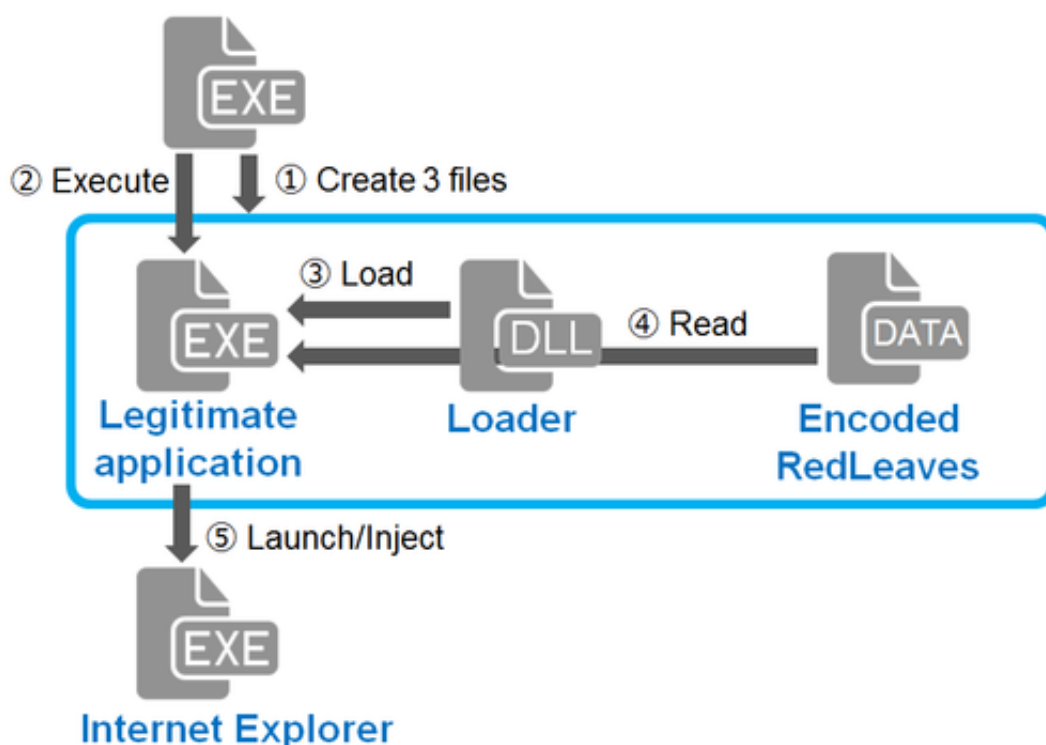 EXE
② Execute
① Create 3 files
③ Load
④ Read
EXE
DLL
DATA
Legitimate
application
Loader
Encoded
RedLeaves
⑤ Launch/Inject
EXE
Internet Explorer